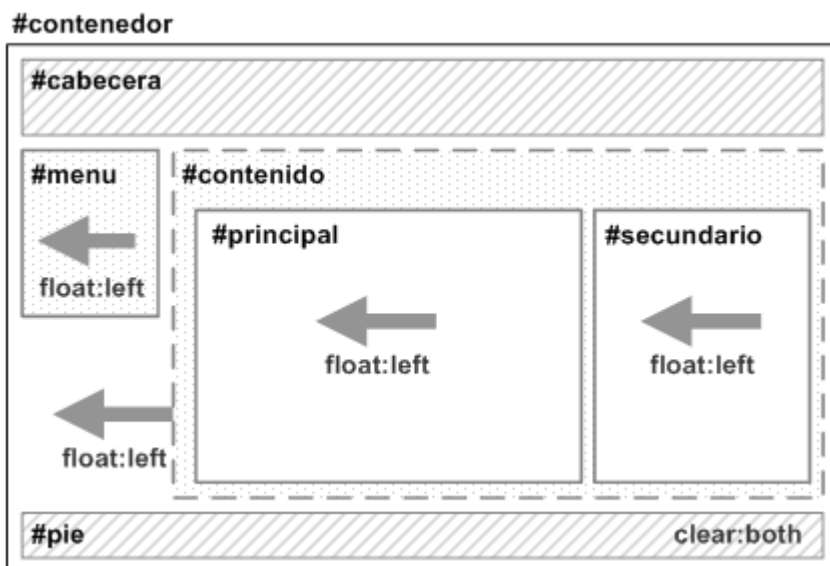 #contenedor
#cabecera
#menu
#contenido
#principal
#secundario
float:left
float:left
float:left
float:left
#pie
clear:both